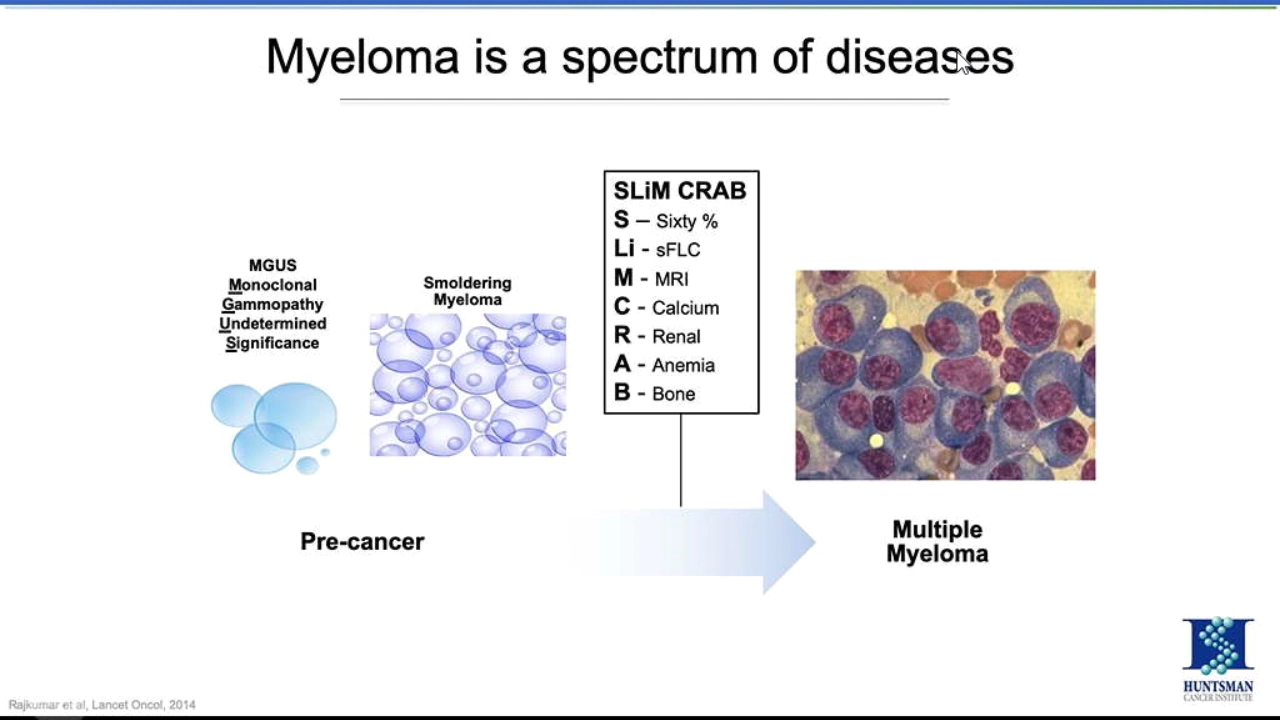 Myeloma is a spectrum of diseases
MGUS
Monoclonal
Gammopathy
Undetermined
Significance
Smoldering
Myeloma
SLiM CRAB
S – Sixty %
Li - sFLC
M - MRI
C - Calcium
R - Renal
A - Anemia
B - Bone
Pre-cancer
Multiple
Myeloma
HUNTSMAN
CANCER INSTITUTE
Rajkumar et al, Lancet Oncol, 2014